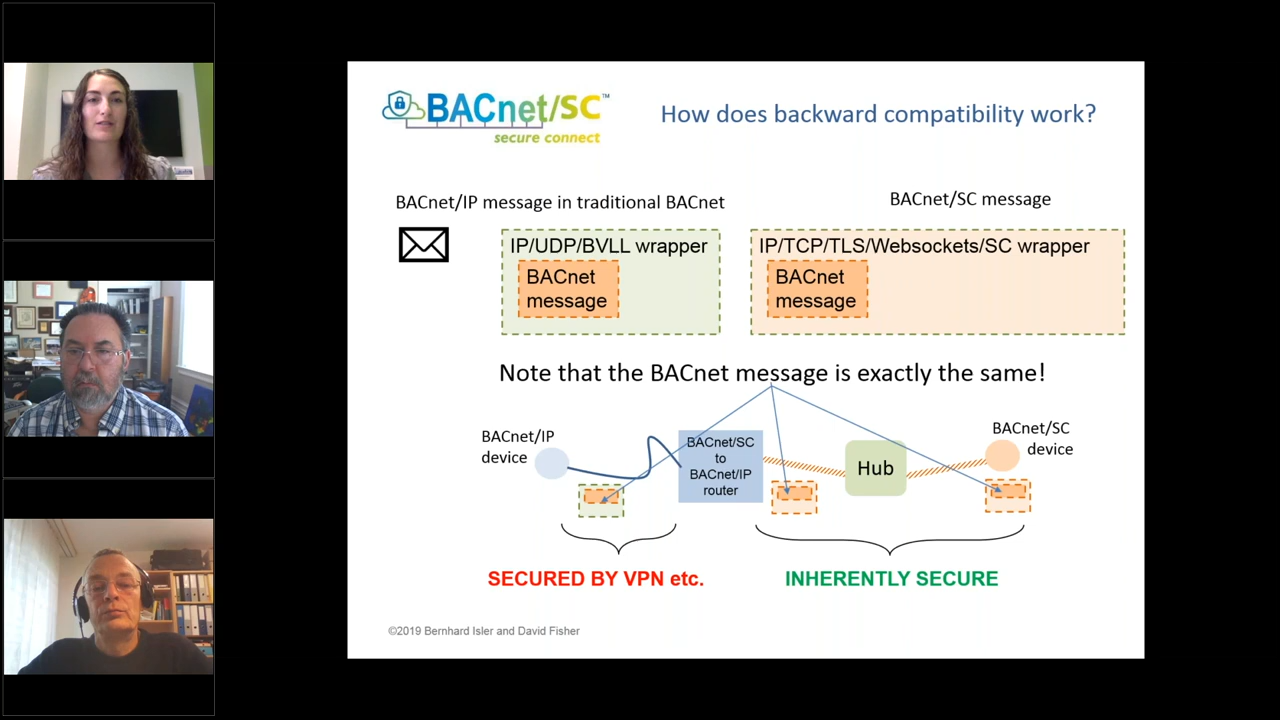 BACnet/SC™
secure connect
How does backward compatibility work?
BACnet/IP message in traditional BACnet
BACnet/SC message
IP/UDP/BVLL wrapper
BACnet
message
IP/TCP/TLS/Websockets/SC wrapper
BACnet
message
Note that the BACnet message is exactly the same!
BACnet/IP
device
BACnet/SC
to
BACnet/IP
router
Hub
BACnet/SC
device
SECURED BY VPN etc.
INHERENTLY SECURE
©2019 Bernhard Isler and David Fisher